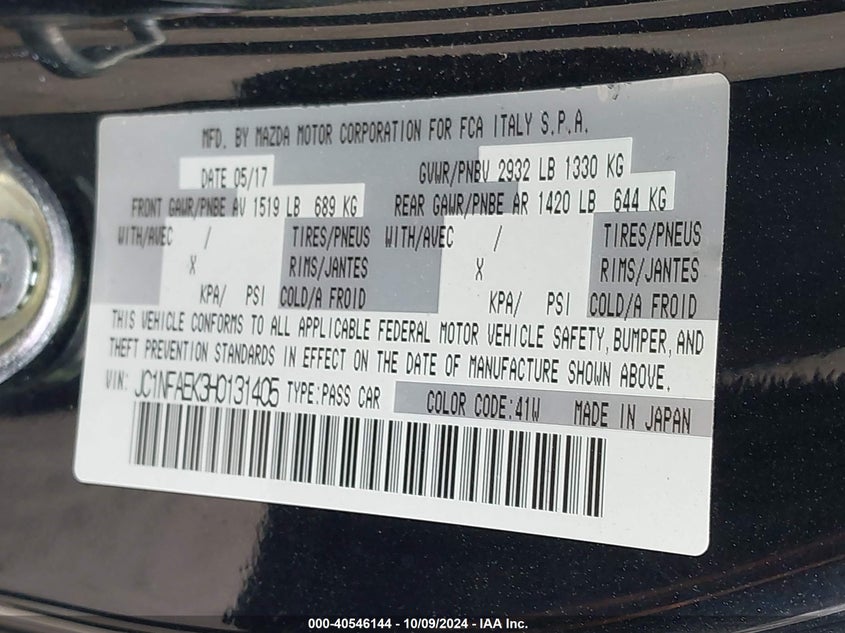 MFD. BY MAZDA MOTOR CORPORATION FOR FCA ITALY S.P.A.
DATE 05/17 GVWR/PNBV 2932 LB 1330 KG
FRONT GAWR/PNBE AV 1519 LB 689 KG REAR GAWR/PNBE AR 1420 LB 644 KG
WITH/AVEC / TIRES/PNEUS WITH/AVEC / TIRES/PNEUS
X RIMS/JANTES X RIMS/JANTES
KPA/ PSI COLD/A FROID KPA/ PSI COLD/A FROID
THIS VEHICLE CONFORMS TO ALL APPLICABLE FEDERAL MOTOR VEHICLE SAFETY, BUMPER, AND
THEFT PREVENTION STANDARDS IN EFFECT ON THE DATE OF MANUFACTURE SHOWN ABOVE.
VIN: JC1NFAEK3H0131405 TYPE:PASS CAR COLOR CODE:41W MADE IN JAPAN
000-40546144 - 10/09/2024 - IAA Inc.